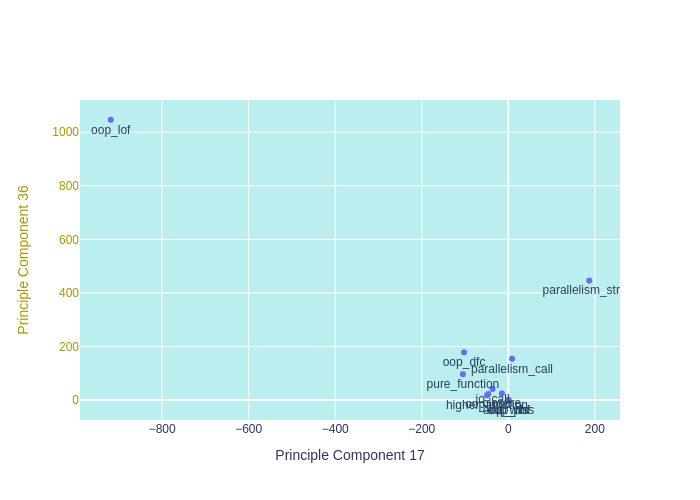 1000
800
600
400
200
0
oop_lof
parallelism_str
oop_dfc
parallelism_call
pure_function
−800
−600
−400
−200
0
200
Principle Component 17
Principle Component 36